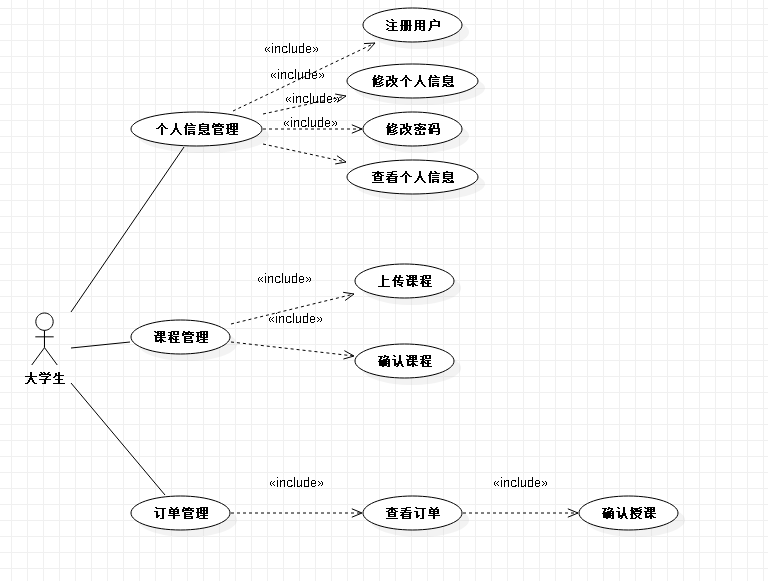 注册用户
«include»
«include»
修改个人信息
«include»
«include»
个人信息管理
修改密码
查看个人信息
«include»
上传课程
«include»
课程管理
确认课程
大学生
«include»
«include»
订单管理
查看订单
确认授课